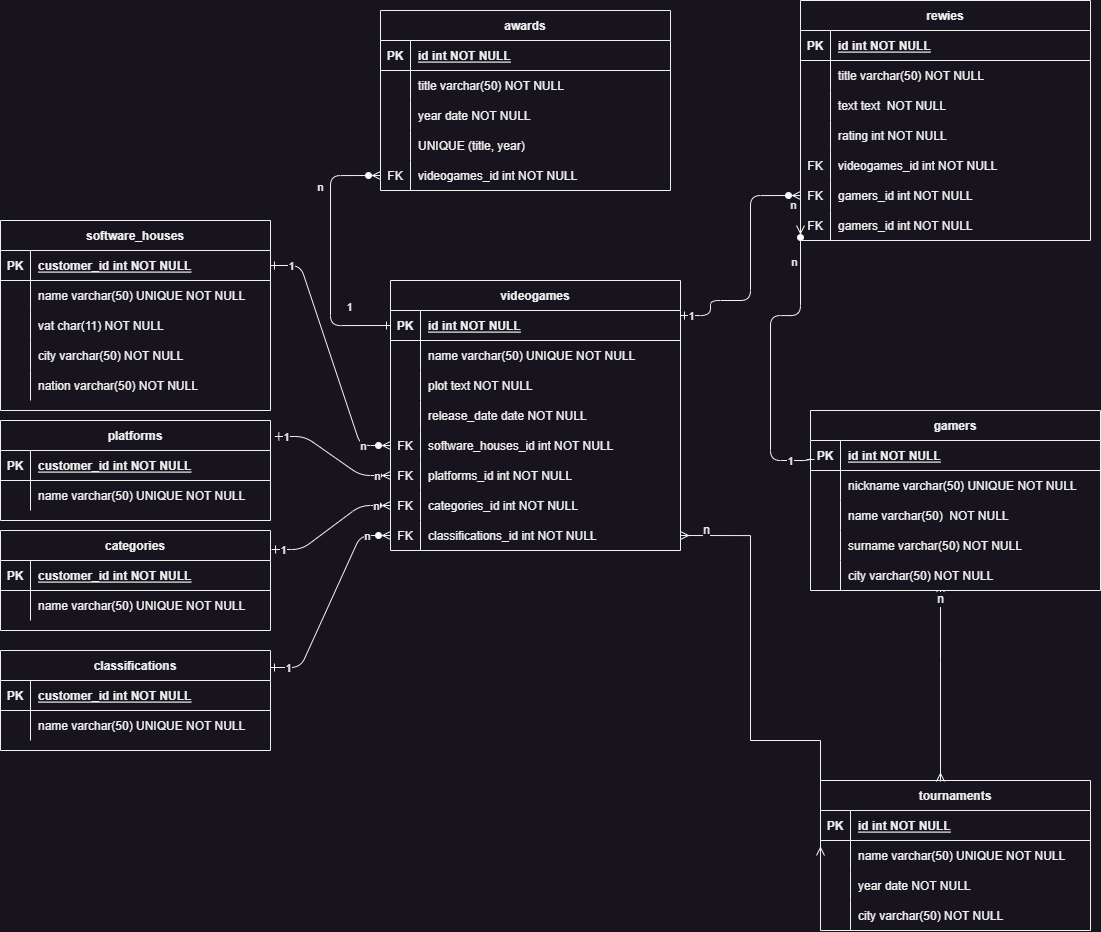 awards
PK id int NOT NULL
title varchar(50) NOT NULL
year date NOT NULL
UNIQUE (title, year)
FK videogames_id int NOT NULL
n
1
rewies
PK id int NOT NULL
title varchar(50) NOT NULL
text text  NOT NULL
rating int NOT NULL
FK videogames_id int NOT NULL
FK gamers_id int NOT NULL
FK gamers_id int NOT NULL
n
n
software_houses
PK customer_id int NOT NULL
name varchar(50) UNIQUE NOT NULL
vat char(11) NOT NULL
city varchar(50) NOT NULL
nation varchar(50) NOT NULL
1
n
platforms
PK customer_id int NOT NULL
name varchar(50) UNIQUE NOT NULL
1
n
categories
PK customer_id int NOT NULL
name varchar(50) UNIQUE NOT NULL
1
n
classifications
PK customer_id int NOT NULL
name varchar(50) UNIQUE NOT NULL
1
n
videogames
PK id int NOT NULL
name varchar(50) UNIQUE NOT NULL
plot text NOT NULL
release_date date NOT NULL
FK software_houses_id int NOT NULL
FK platforms_id int NOT NULL
FK categories_id int NOT NULL
FK classifications_id int NOT NULL
1
n
gamers
PK id int NOT NULL
nickname varchar(50) UNIQUE NOT NULL
name varchar(50)  NOT NULL
surname varchar(50) NOT NULL
city varchar(50) NOT NULL
1
n
tournaments
PK id int NOT NULL
name varchar(50) UNIQUE NOT NULL
year date NOT NULL
city varchar(50) NOT NULL